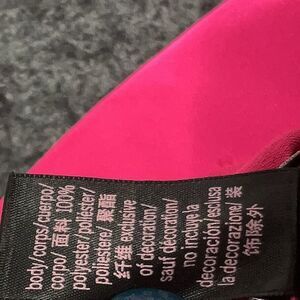 body/corps/cuerpo/
corpo/ 面料 100%
polyester/poliéster/
poliestere/ 聚酯
纤维 exclusive
of decoration/
sauf décoration/
no incluye la
decoración/esclusa
la decorazione/ 装
饰除外